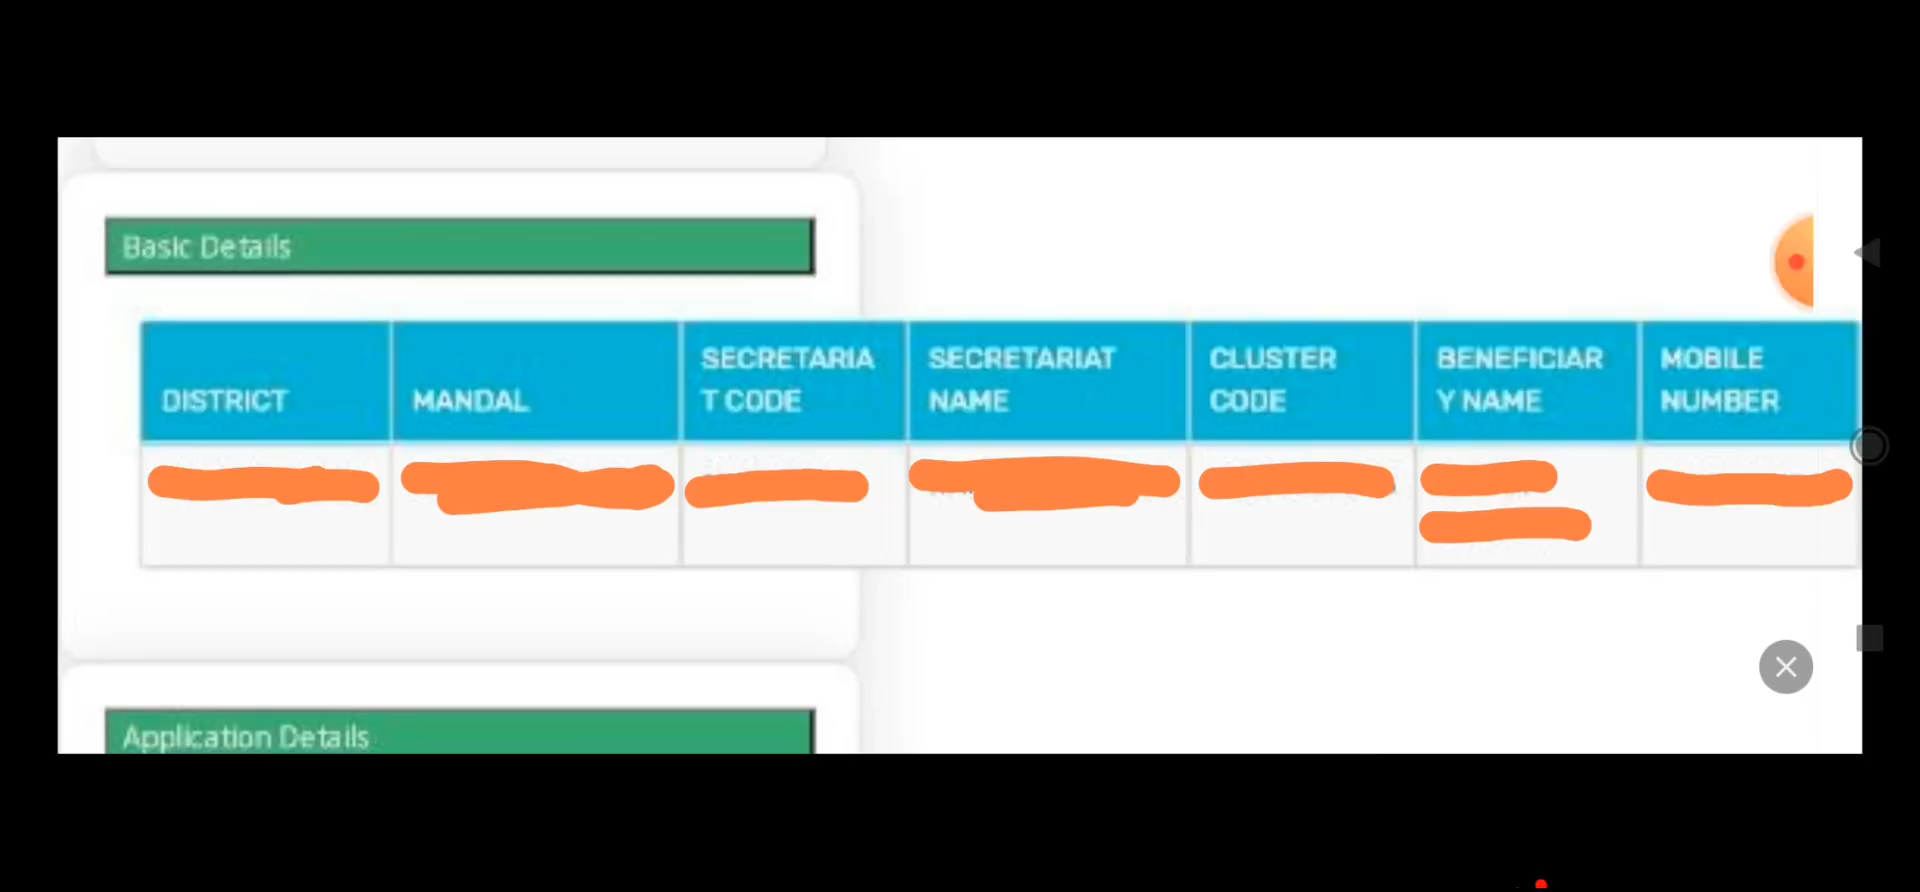 Basic Details
DISTRICT
MANDAL
SECRETARIA
T CODE
SECRETARIAT
NAME
CLUSTER
CODE
BENEFICIAR
Y NAME
MOBILE
NUMBER
Application Details